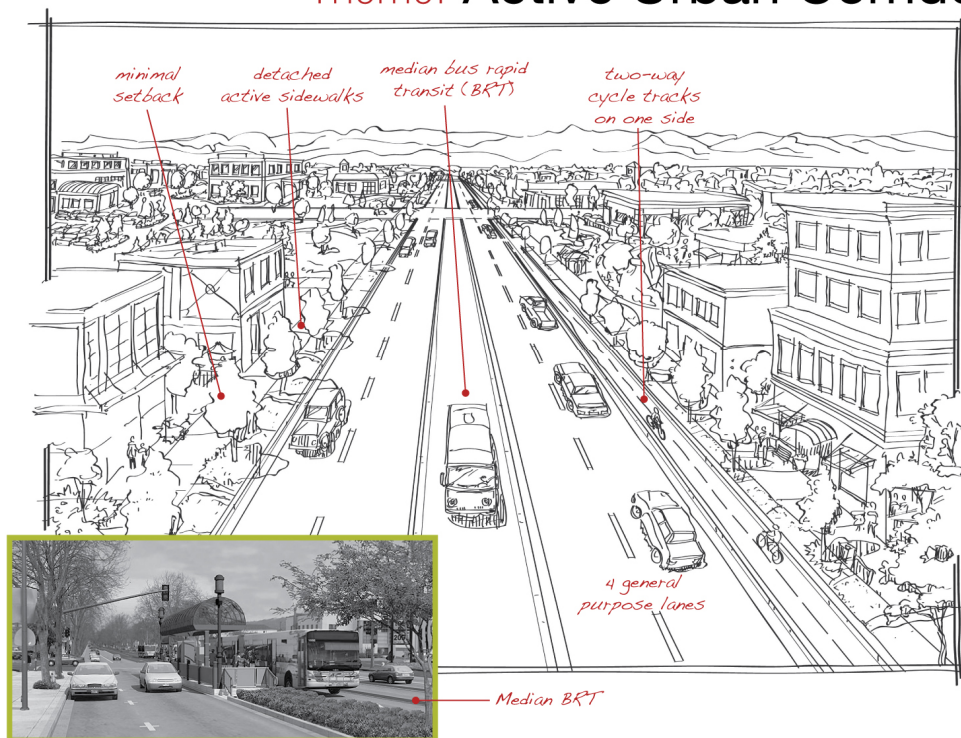 Active Urban
minimal
setback
detached
active sidewalks
median bus rapid
transit (BRT)
two-way
cycle tracks
on one side
4 general
purpose lanes
Median BRT